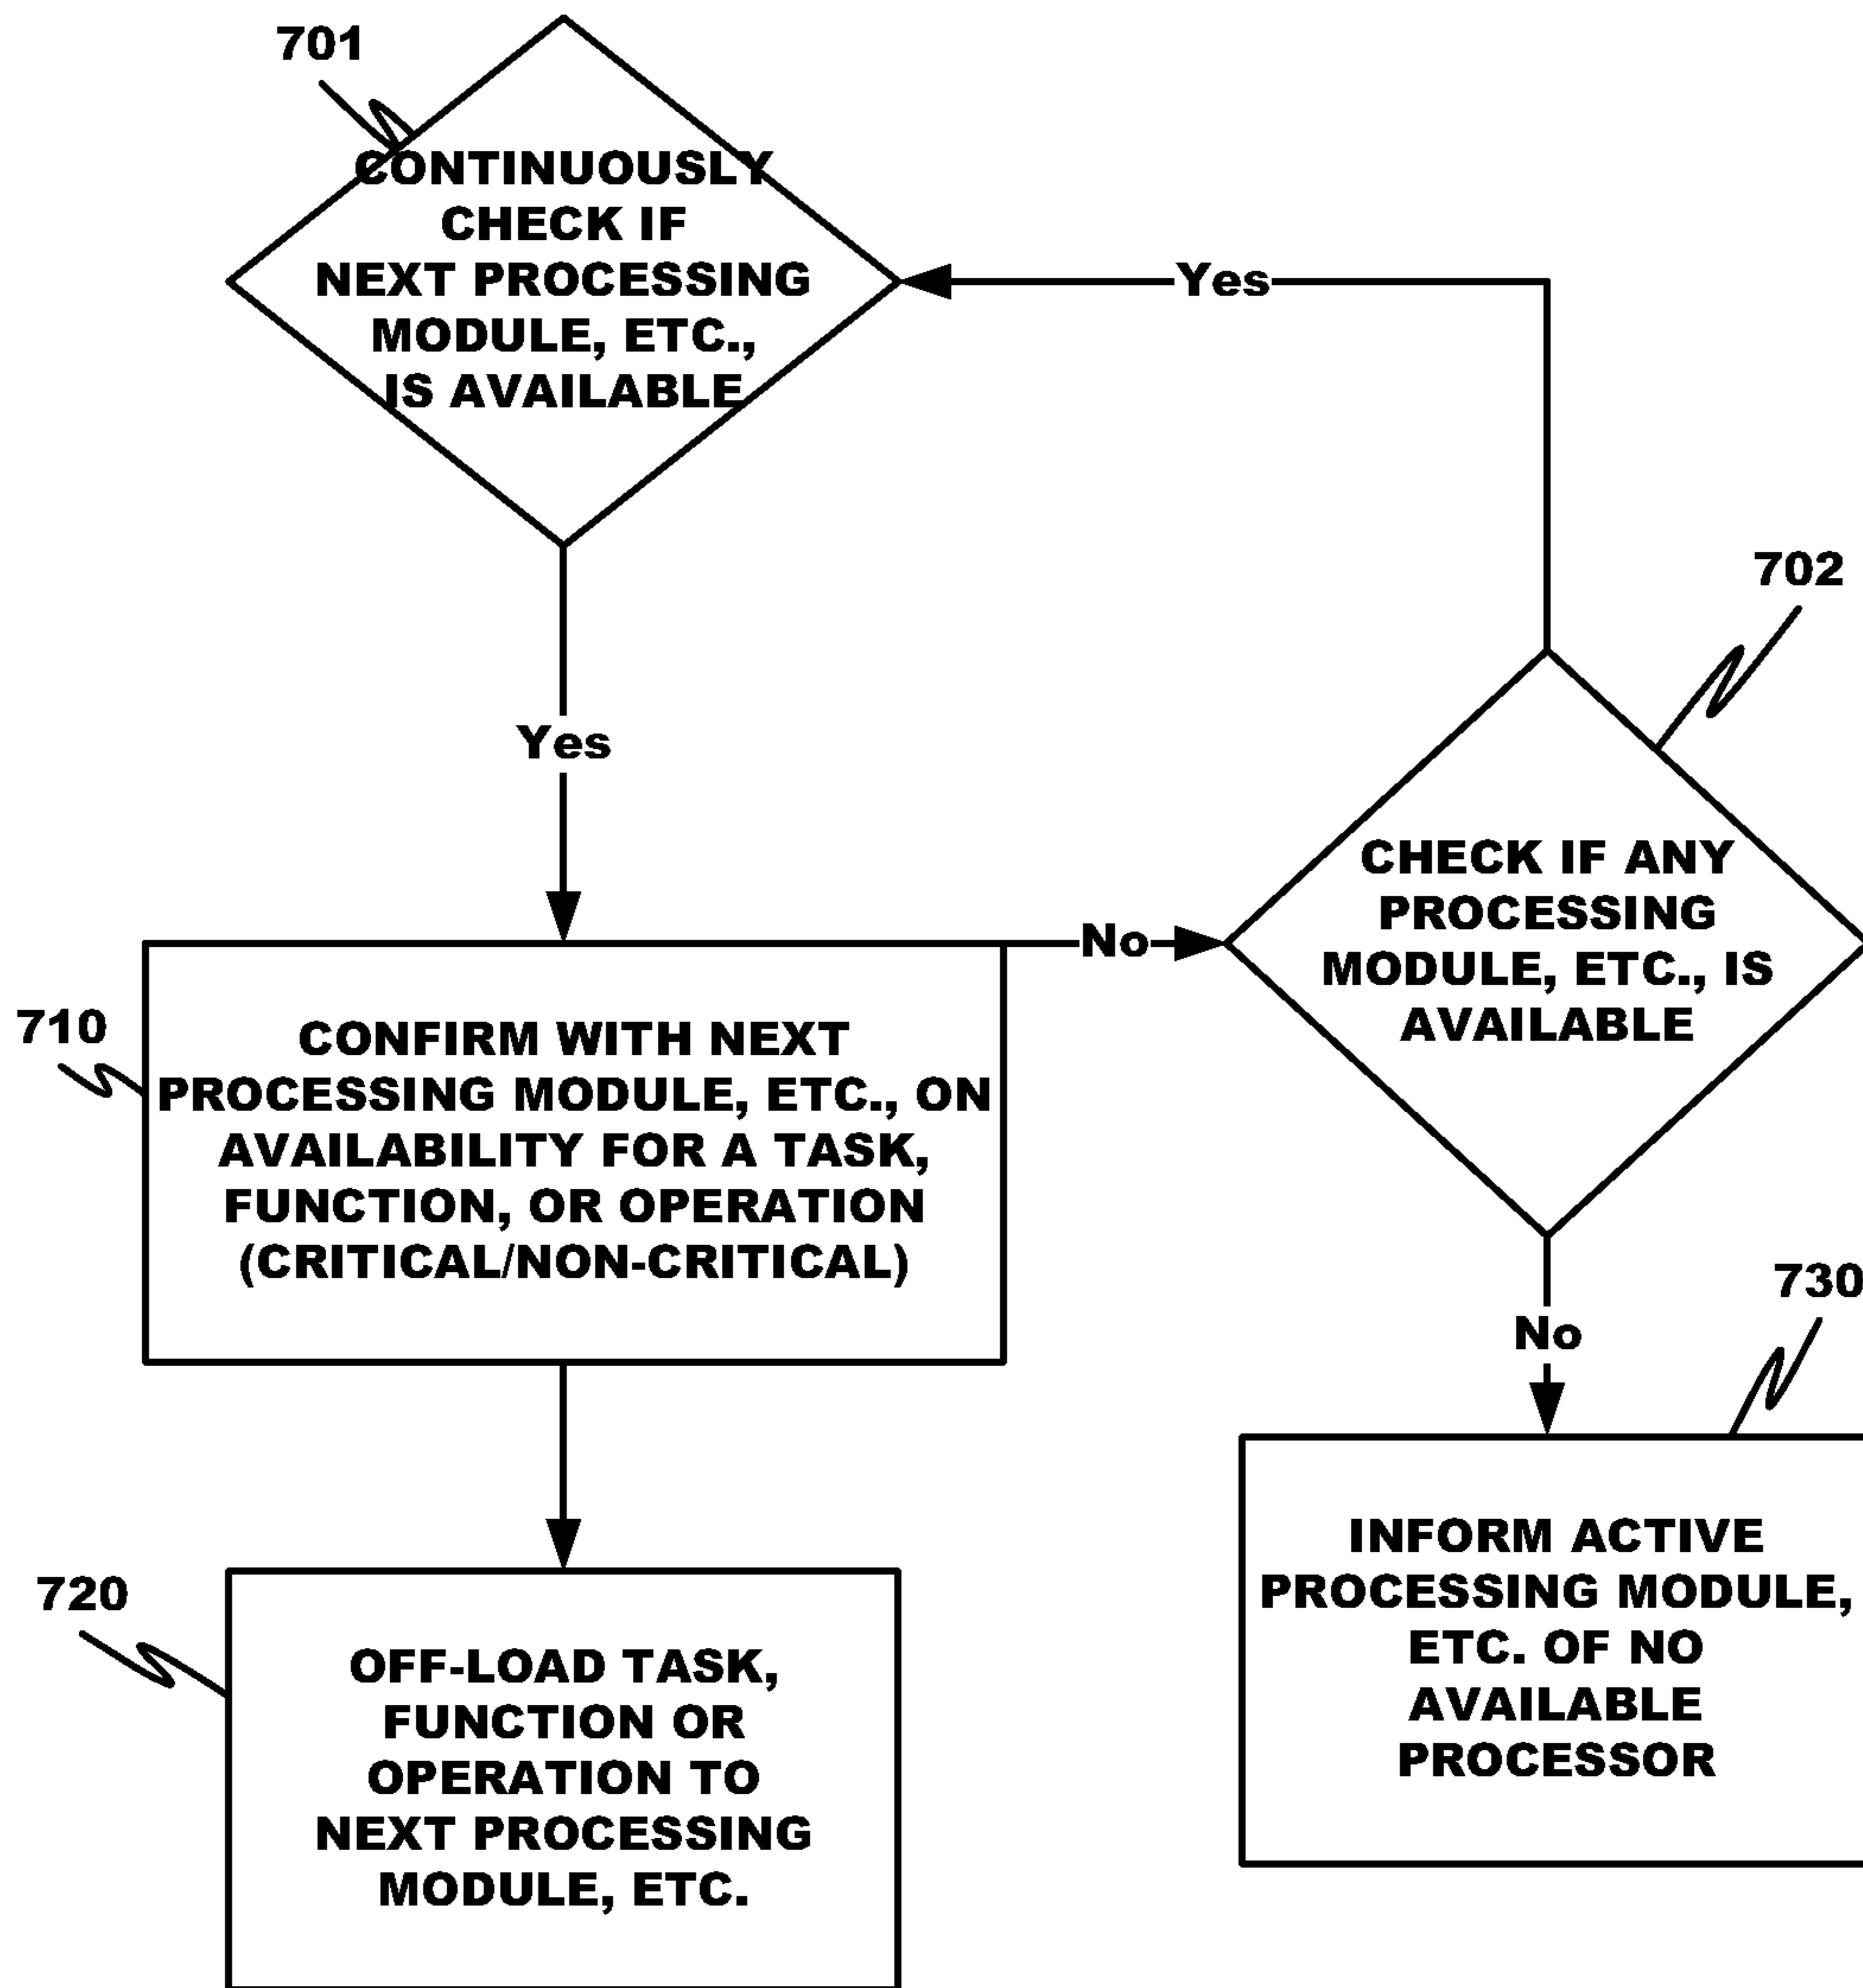 701
CONTINUOUSLY
CHECK IF
NEXT PROCESSING
MODULE, ETC.,
IS AVAILABLE
Yes
702
Yes
CHECK IF ANY
PROCESSING
MODULE, ETC., IS
AVAILABLE
No
710
CONFIRM WITH NEXT
PROCESSING MODULE, ETC., ON
AVAILABILITY FOR A TASK,
FUNCTION, OR OPERATION
(CRITICAL/NON-CRITICAL)
730
No
INFORM ACTIVE
PROCESSING MODULE,
ETC. OF NO
AVAILABLE
PROCESSOR
720
OFF-LOAD TASK,
FUNCTION OR
OPERATION TO
NEXT PROCESSING
MODULE, ETC.